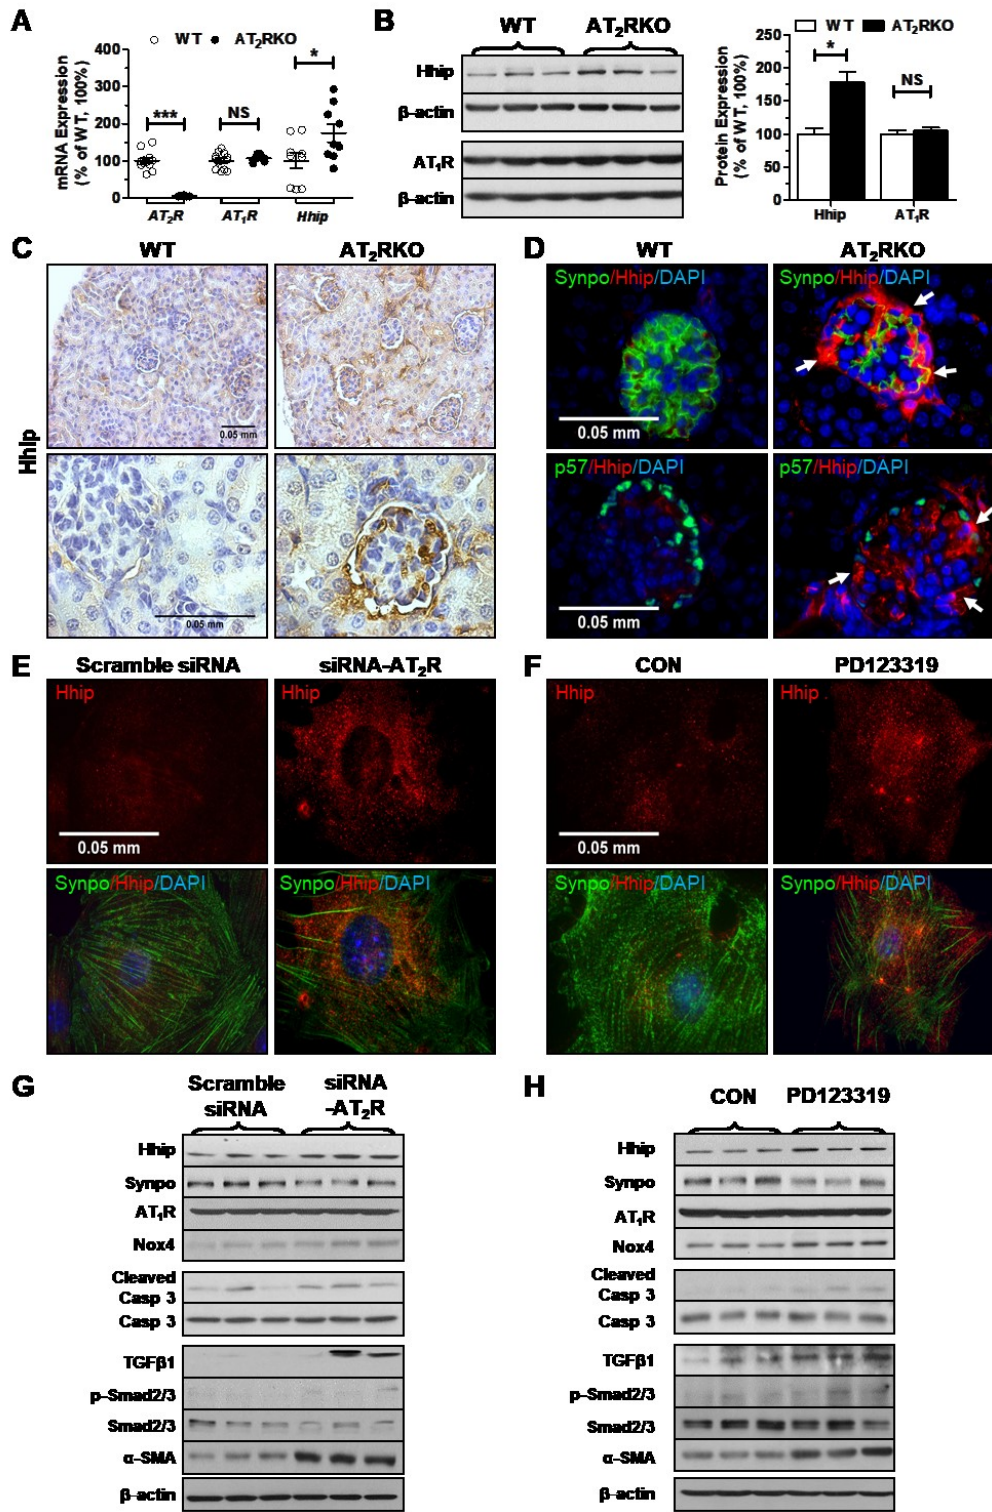 A
○ WT ● AT₂RKO
mRNA Expression
(% of WT, 100%)
400
300
200
100
0
***
NS
*
AT₂R
AT₁R
Hhip
B
WT
AT₂RKO
Hhip
β-actin
AT₁R
β-actin
WT
AT₂RKO
Protein Expression
(% of WT, 100%)
250
200
150
100
50
0
*
NS
Hhip
AT₁R
C
WT
AT₂RKO
Hhip
0.05 mm
0.05 mm
D
WT
AT₂RKO
Synpo/Hhip/DAPI
Synpo/Hhip/DAPI
0.05 mm
p57/Hhip/DAPI
p57/Hhip/DAPI
0.05 mm
E
Scramble siRNA
siRNA-AT₂R
Hhip
Hhip
0.05 mm
Synpo/Hhip/DAPI
Synpo/Hhip/DAPI
F
CON
PD123319
Hhip
Hhip
0.05 mm
Synpo/Hhip/DAPI
Synpo/Hhip/DAPI
G
Scramble
siRNA
siRNA
-AT₂R
Hhip
Synpo
AT₁R
Nox4
Cleaved
Casp 3
Casp 3
TGFβ1
p-Smad2/3
Smad2/3
α-SMA
β-actin
H
CON
PD123319
Hhip
Synpo
AT₁R
Nox4
Cleaved
Casp 3
Casp 3
TGFβ1
p-Smad2/3
Smad2/3
α-SMA
β-actin